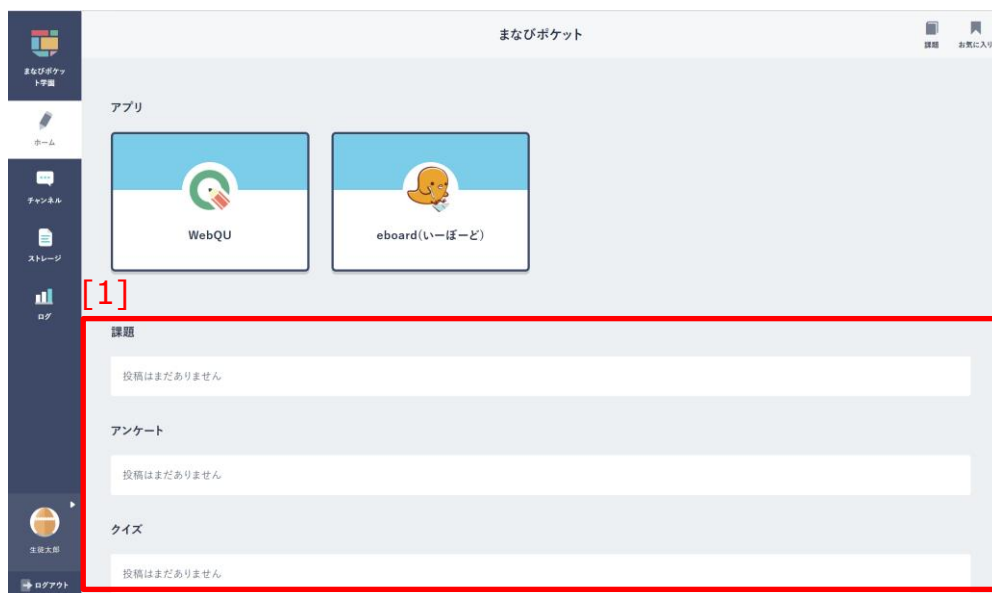 まなびポケット
課題
お気に入り
まなびポケッ
ト学園
ホーム
チャンネル
ストレージ
ログ
アプリ
WebQU
eboard(いーぼーど)
[1]
課題
投稿はまだありません
アンケート
投稿はまだありません
クイズ
投稿はまだありません
生徒太郎
ログアウト